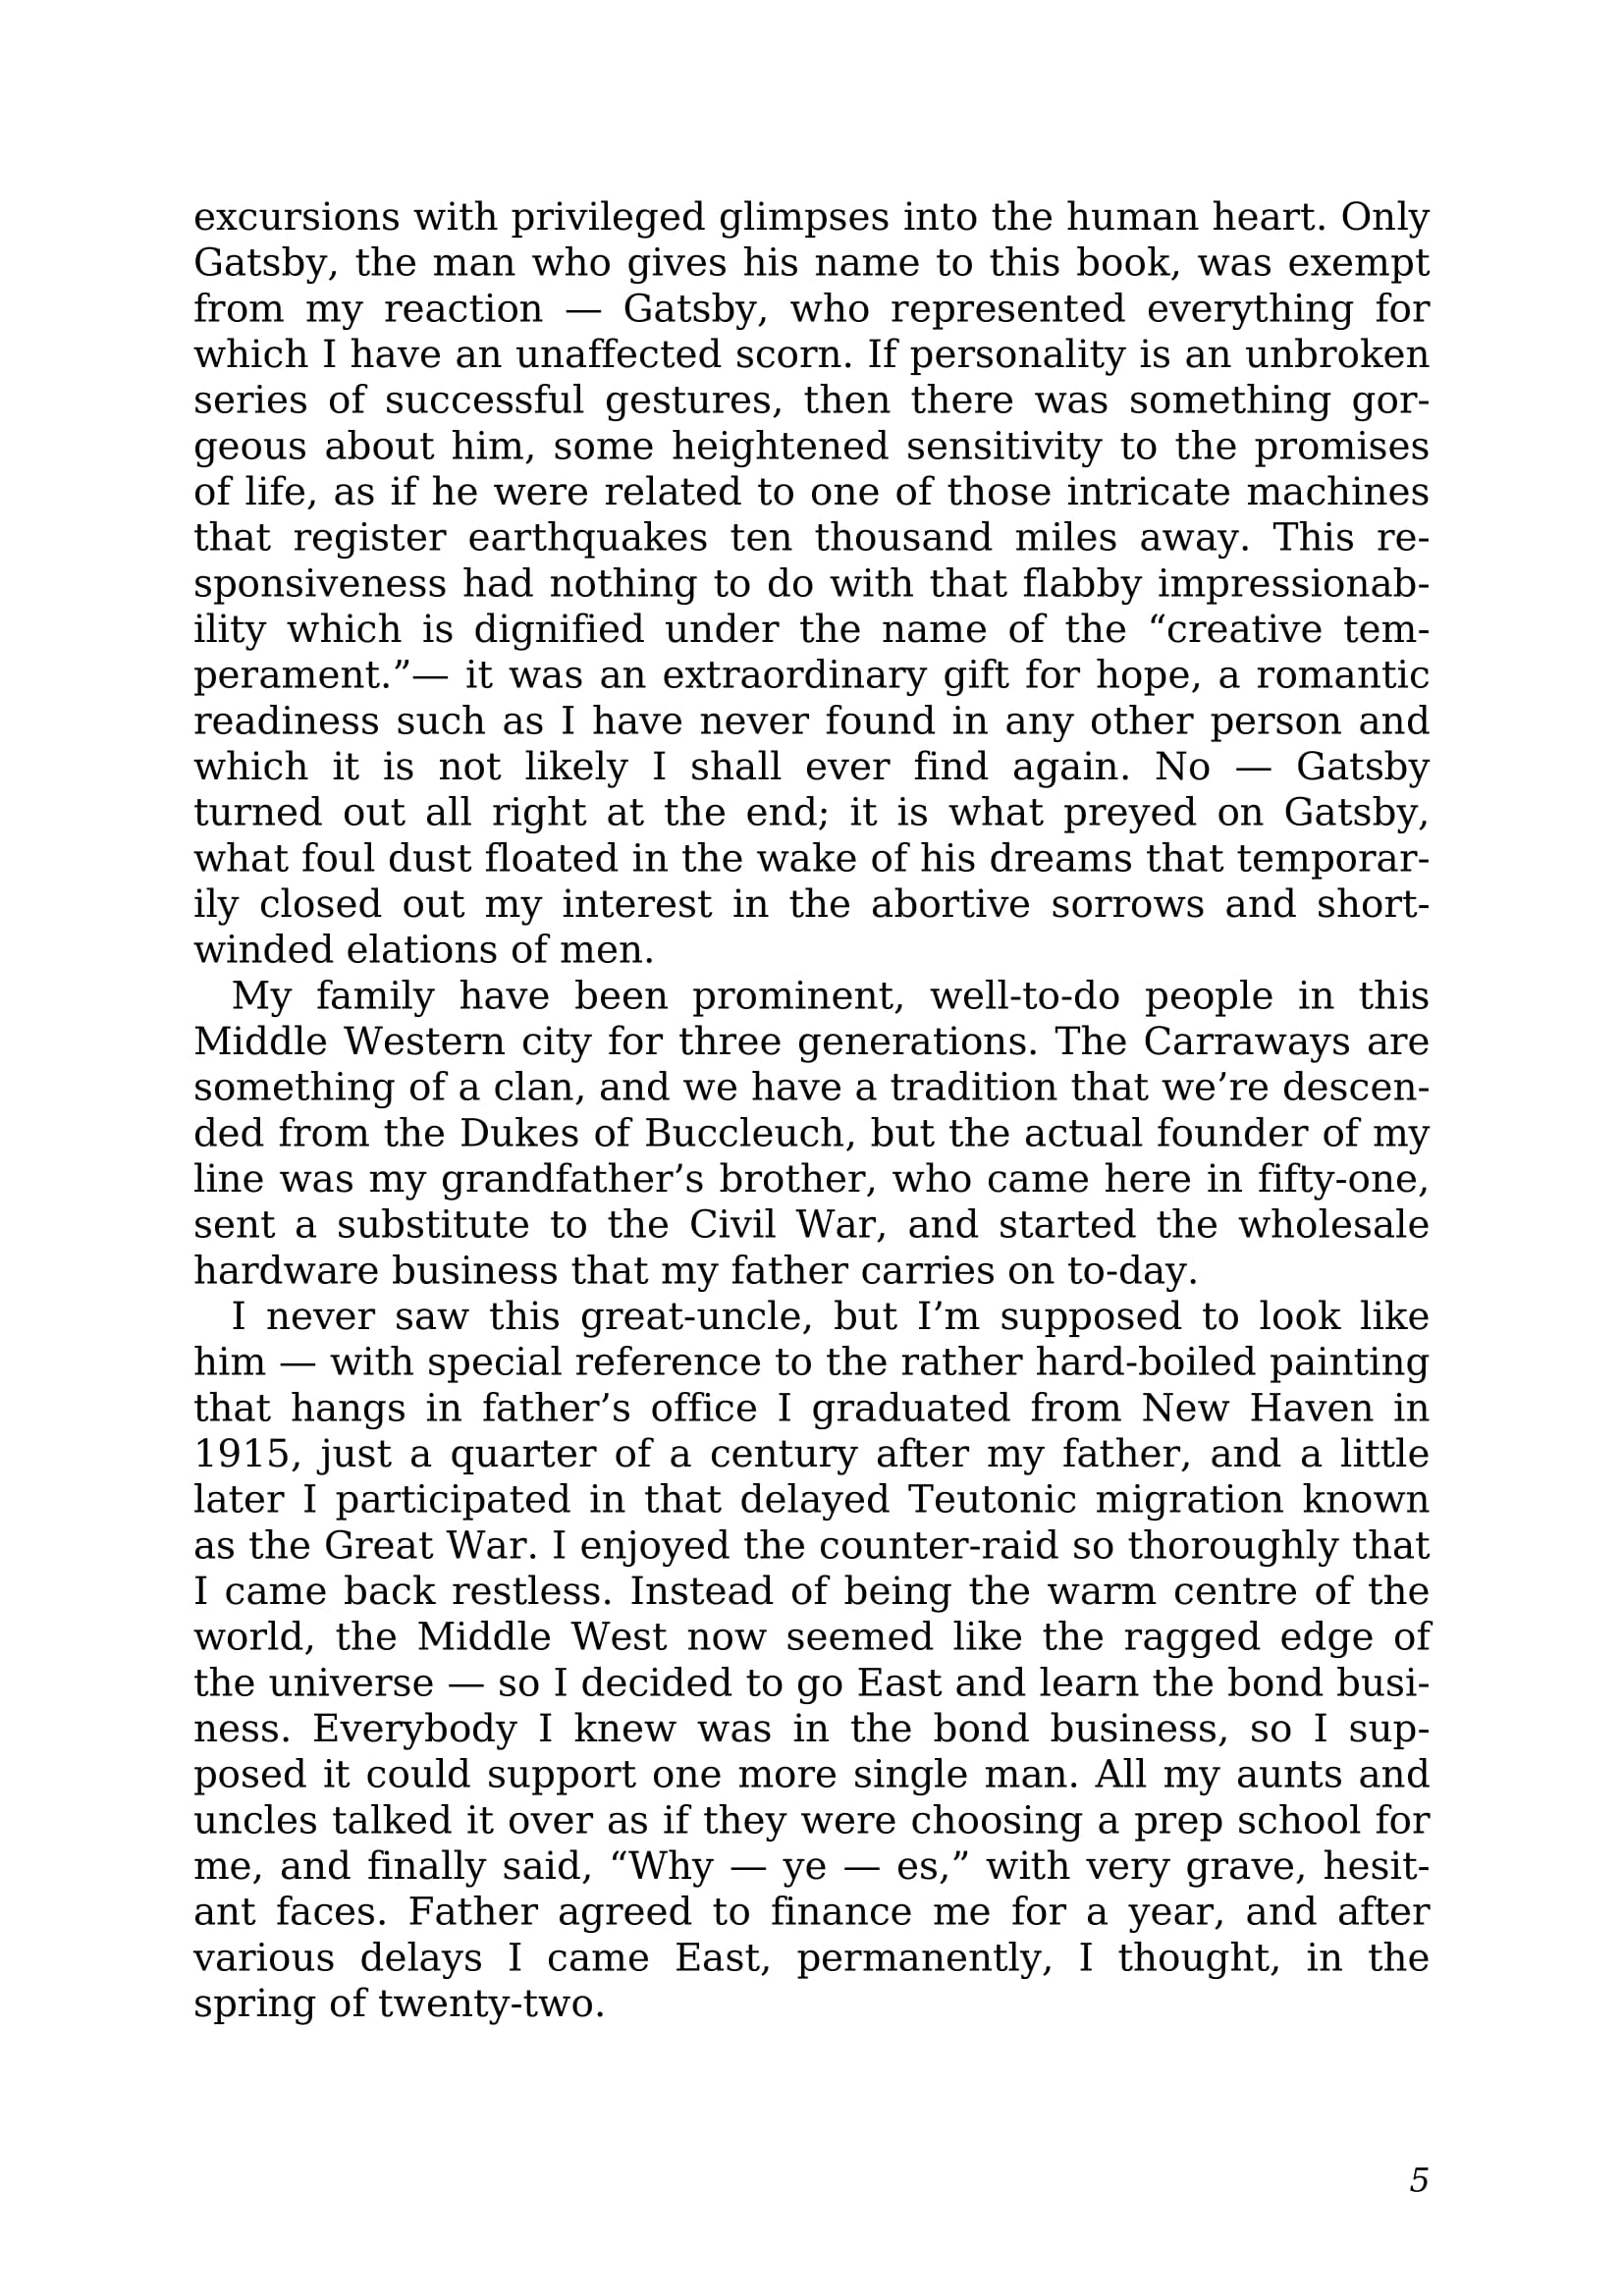 excursions with privileged glimpses into the human heart. Only
Gatsby, the man who gives his name to this book, was exempt
from my reaction — Gatsby, who represented everything for
which I have an unaffected scorn. If personality is an unbroken
series of successful gestures, then there was something gor-
geous about him, some heightened sensitivity to the promises
of life, as if he were related to one of those intricate machines
that register earthquakes ten thousand miles away. This re-
sponsiveness had nothing to do with that flabby impressionab-
ility which is dignified under the name of the “creative tem-
perament.”— it was an extraordinary gift for hope, a romantic
readiness such as I have never found in any other person and
which it is not likely I shall ever find again. No — Gatsby
turned out all right at the end; it is what preyed on Gatsby,
what foul dust floated in the wake of his dreams that temporar-
ily closed out my interest in the abortive sorrows and short-
winded elations of men.
My family have been prominent, well-to-do people in this
Middle Western city for three generations. The Carraways are
something of a clan, and we have a tradition that we’re descen-
ded from the Dukes of Buccleuch, but the actual founder of my
line was my grandfather’s brother, who came here in fifty-one,
sent a substitute to the Civil War, and started the wholesale
hardware business that my father carries on to-day.
I never saw this great-uncle, but I’m supposed to look like
him — with special reference to the rather hard-boiled painting
that hangs in father’s office I graduated from New Haven in
1915, just a quarter of a century after my father, and a little
later I participated in that delayed Teutonic migration known
as the Great War. I enjoyed the counter-raid so thoroughly that
I came back restless. Instead of being the warm centre of the
world, the Middle West now seemed like the ragged edge of
the universe — so I decided to go East and learn the bond busi-
ness. Everybody I knew was in the bond business, so I sup-
posed it could support one more single man. All my aunts and
uncles talked it over as if they were choosing a prep school for
me, and finally said, “Why — ye — es,” with very grave, hesit-
ant faces. Father agreed to finance me for a year, and after
various delays I came East, permanently, I thought, in the
spring of twenty-two.
5